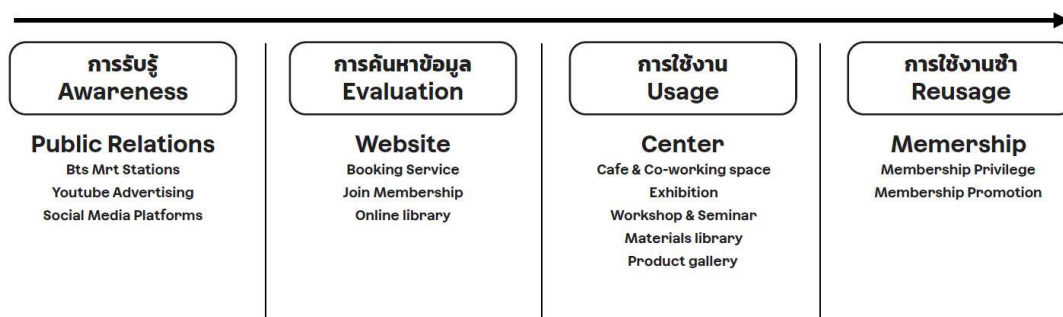 การรับรู้
Awareness
Public Relations
Bts Mrt Stations
Youtube Advertising
Social Media Platforms
การค้นหาข้อมูล
Evaluation
Website
Booking Service
Join Membership
Online library
การใช้งาน
Usage
Center
Cafe & Co-working space
Exhibition
Workshop & Seminar
Materials library
Product gallery
การใช้งานซ้ำ
Reusage
Memership
Membership Privilege
Membership Promotion